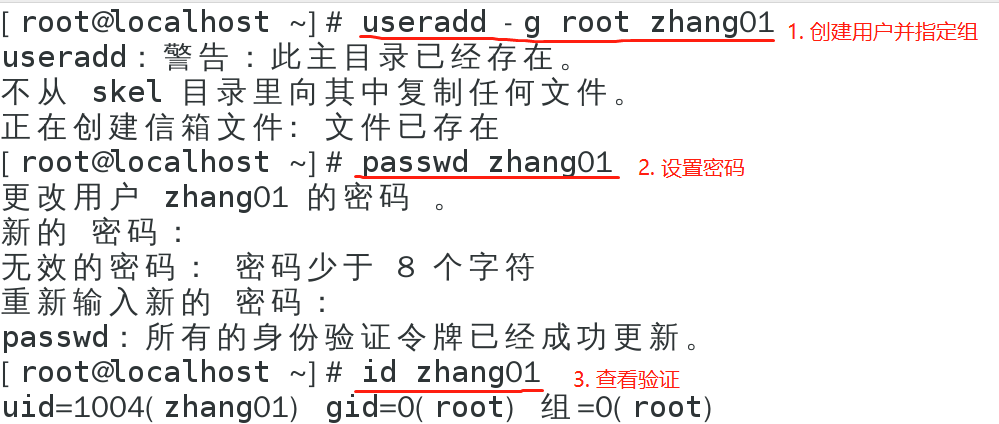 [root@localhost ~]# useradd -g root zhang01 1. 创建用户并指定组
useradd：警告：此主目录已经存在。
不从 skel 目录里向其中复制任何文件。
正在创建信箱文件: 文件已存在
[root@localhost ~]# passwd zhang01 2. 设置密码
更改用户 zhang01 的密码 。
新的 密码：
无效的密码： 密码少于 8 个字符
重新输入新的 密码：
passwd：所有的身份验证令牌已经成功更新。
[root@localhost ~]# id zhang01 3. 查看验证
uid=1004(zhang01) gid=0(root) 组=0(root)